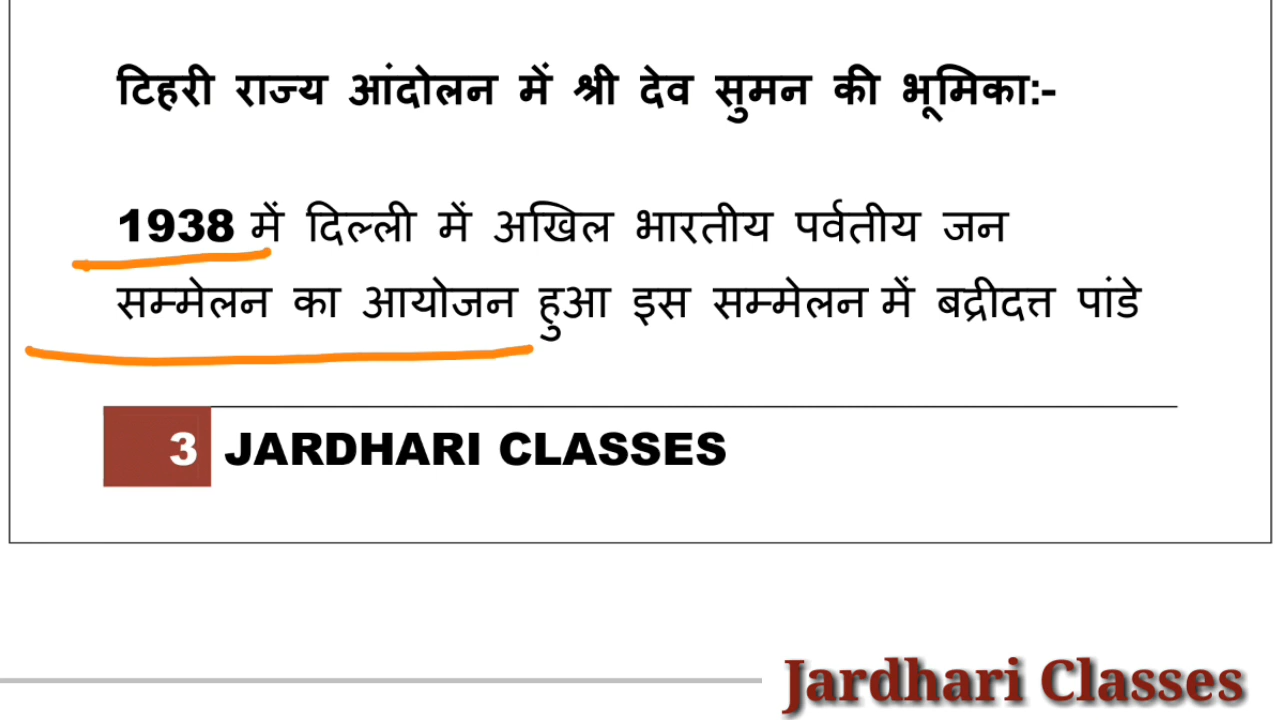 टिहरी राज्य आंदोलन में श्री देव सुमन की भूमिका:-
1938 में दिल्ली में अखिल भारतीय पर्वतीय जन
सम्मेलन का आयोजन हुआ इस सम्मेलन में बद्रीदत्त पांडे
3 JARDHARI CLASSES
Jardhari Classes